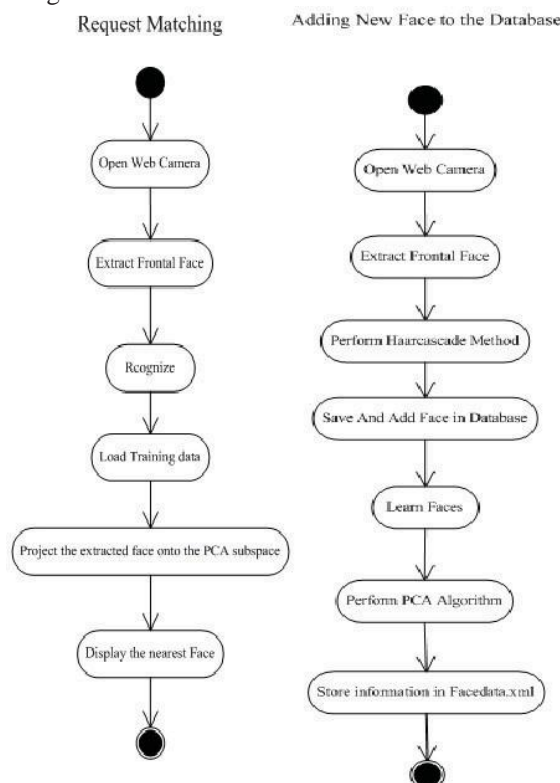 Request Matching
Open Web Camera
Extract Frontal Face
Rcognize
Load Training data
Project the extracted face onto the PCA subspace
Display the nearest Face
Adding New Face to the Database
Open Web Camera
Extract Frontal Face
Perform Haarcascade Method
Save And Add Face in Database
Learn Faces
Perform PCA Algorithm
Store information in Facedata.xml